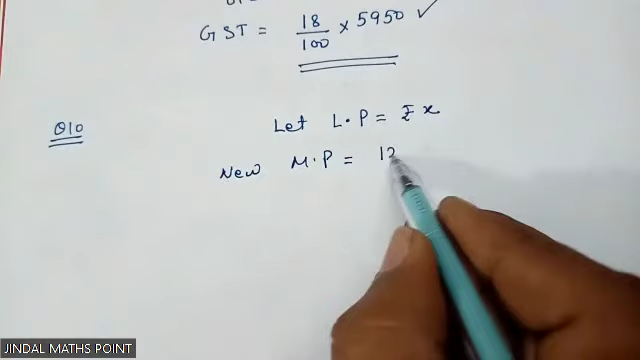 GST = 18/100 × 5950 ✓
Q10
Let L.P = ₹ x
New M.P = 12
JINDAL MATHS POINT